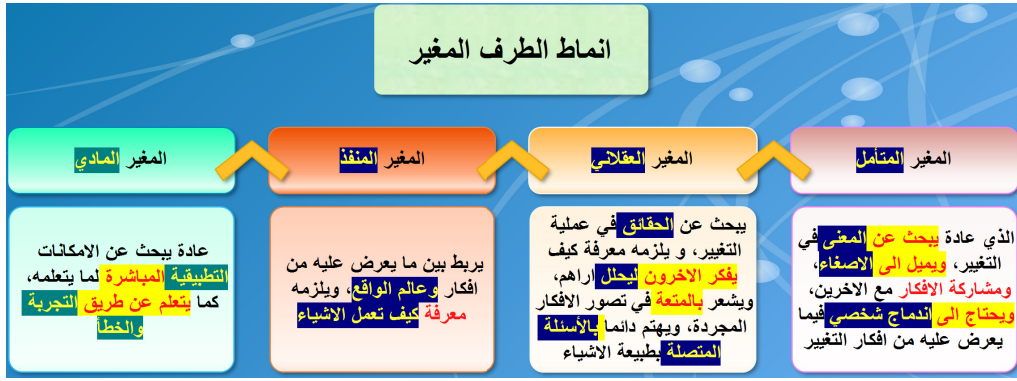 انماط الطرف المغير
المغير المتأمل
الذي عادة يبحث عن المعنى في
التغيير، ويميل الى الاصغاء،
ومشاركة الافكار مع الاخرين،
ويحتاج الى اندماج شخصي فيما
يعرض عليه من افكار التغيير
المغير العقلاني
يبحث عن الحقائق في عملية
التغيير، و يلزمه معرفة كيف
يفكر الاخرون ليحلل اراهم،
ويشعر بالمتعة في تصور الافكار
المجردة، ويهتم دائما بالأسئلة
المتصلة بطبيعة الاشياء
المغير المنفذ
يربط بين ما يعرض عليه من
افكار وعالم الواقع، ويلزمه
معرفة كيف تعمل الاشياء
المغير المادي
عادة يبحث عن الامكانات
التطبيقية المباشرة لما يتعلمه،
كما يتعلم عن طريق التجربة
والخطأ